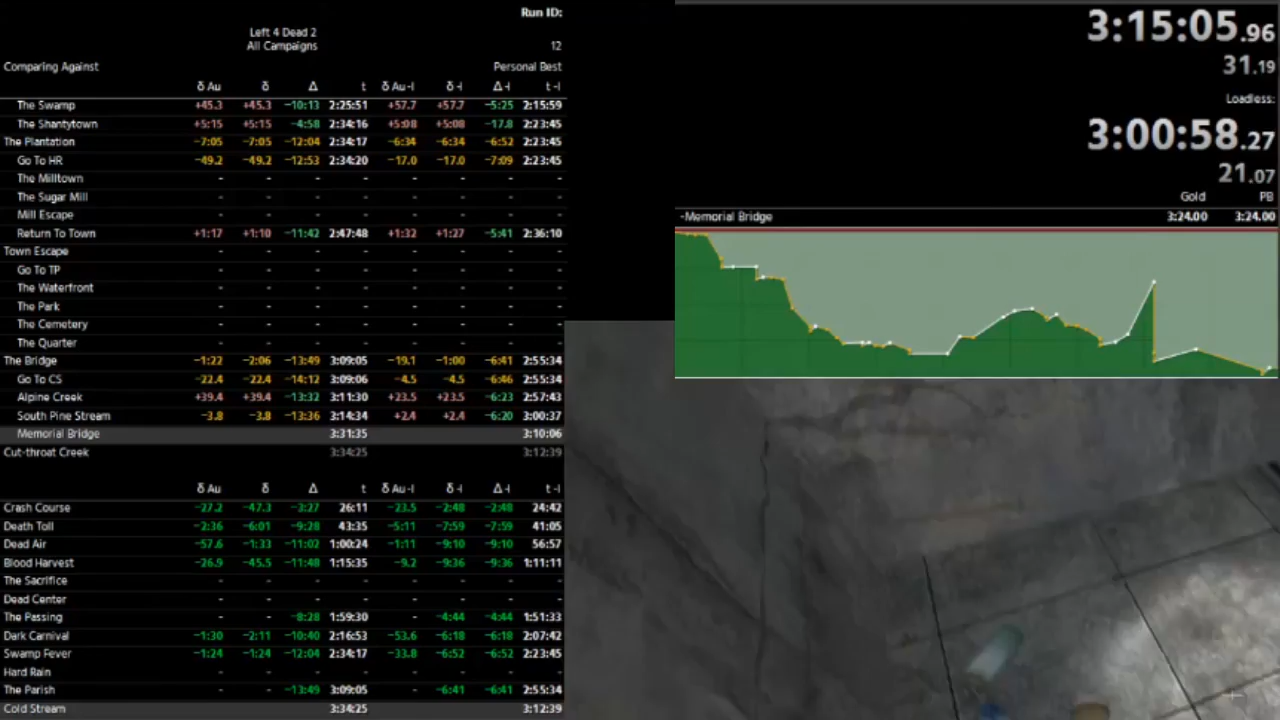 Run ID:
Left 4 Dead 2
All Campaigns
12
Comparing Against Personal Best
δ Au δ Δ t δ Au-l δ-l Δ-l t-l
The Swamp +45.3 +45.3 −10:13 2:25:51 +57.7 +57.7 −5:25 2:15:59
The Shantytown +5:15 +5:15 −4:58 2:34:16 +5:08 +5:08 −17.8 2:23:45
The Plantation −7:05 −7:05 −12:04 2:34:17 −6:34 −6:34 −6:52 2:23:45
Go To HR −49.2 −49.2 −12:53 2:34:20 −17.0 −17.0 −7:09 2:23:45
The Milltown - - - - - - - -
The Sugar Mill - - - - - - - -
Mill Escape - - - - - - - -
Return To Town +1:17 +1:10 −11:42 2:47:48 +1:32 +1:27 −5:41 2:36:10
Town Escape - - - - - - - -
Go To TP - - - - - - - -
The Waterfront - - - - - - - -
The Park - - - - - - - -
The Cemetery - - - - - - - -
The Quarter - - - - - - - -
The Bridge −1:22 −2:06 −13:49 3:09:05 −19.1 −1:00 −6:41 2:55:34
Go To CS −22.4 −22.4 −14:12 3:09:06 −4.5 −4.5 −6:46 2:55:34
Alpine Creek +39.4 +39.4 −13:32 3:11:30 +23.5 +23.5 −6:23 2:57:43
South Pine Stream −3.8 −3.8 −13:36 3:14:34 +2.4 +2.4 −6:20 3:00:37
Memorial Bridge 3:31:35 3:10:06
Cut-throat Creek 3:34:25 3:12:39
δ Au δ Δ t δ Au-l δ-l Δ-l t-l
Crash Course −27.2 −47.3 −3:27 26:11 −23.5 −2:48 −2:48 24:42
Death Toll −2:36 −6:01 −9:28 43:35 −5:11 −7:59 −7:59 41:05
Dead Air −57.6 −1:33 −11:02 1:00:24 −1:11 −9:10 −9:10 56:57
Blood Harvest −26.9 −45.5 −11:48 1:15:35 −9.2 −9:36 −9:36 1:11:11
The Sacrifice - - - - - - - -
Dead Center - - - - - - - -
The Passing - - −8:28 1:59:30 - −4:44 −4:44 1:51:33
Dark Carnival −1:30 −2:11 −10:40 2:16:53 −53.6 −6:18 −6:18 2:07:42
Swamp Fever −1:24 −1:24 −12:04 2:34:17 −33.8 −6:52 −6:52 2:23:45
Hard Rain - - - - - - - -
The Parish - - −13:49 3:09:05 - −6:41 −6:41 2:55:34
Cold Stream 3:34:25 3:12:39
3:15:05.96
31.19
Loadless:
3:00:58.27
21.07
Gold PB
-Memorial Bridge 3:24.00 3:24.00